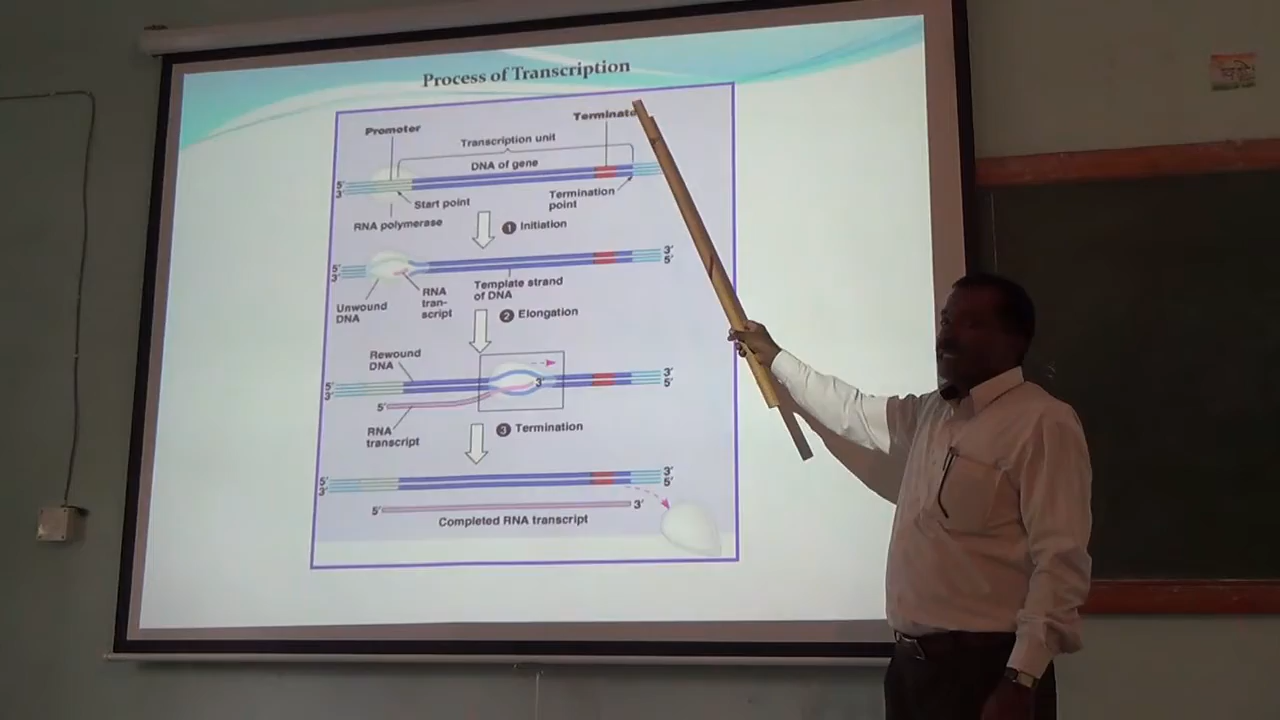 Process of Transcription
Terminato
Promoter
Transcription unit
DNA of gene
5′
3′
Start point
Termination
point
RNA polymerase
1 Initiation
5′
3′
3′
5′
Unwound
DNA
RNA
tran-
script
Template strand
of DNA
2 Elongation
Rewound
DNA
5′
3′
3′
3′
5′
5′
RNA
transcript
3 Termination
5′
3′
3′
5′
5′
3′
Completed RNA transcript